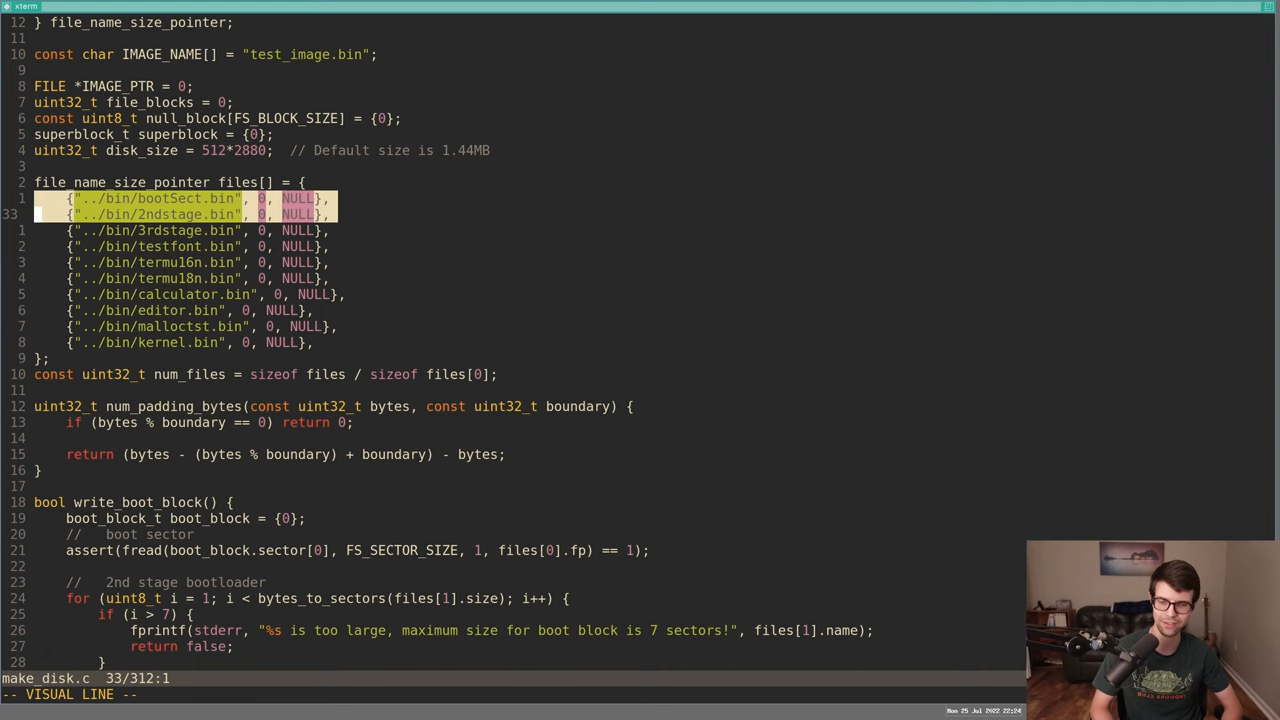 xterm
12 } file_name_size_pointer;
11
10 const char IMAGE_NAME[] = "test_image.bin";
9
8 FILE *IMAGE_PTR = 0;
7 uint32_t file_blocks = 0;
6 const uint8_t null_block[FS_BLOCK_SIZE] = {0};
5 superblock_t superblock = {0};
4 uint32_t disk_size = 512*2880;  // Default size is 1.44MB
3
2 file_name_size_pointer files[] = {
1     {"../bin/bootSect.bin", 0, NULL},
33     {"../bin/2ndstage.bin", 0, NULL},
1     {"../bin/3rdstage.bin", 0, NULL},
2     {"../bin/testfont.bin", 0, NULL},
3     {"../bin/termu16n.bin", 0, NULL},
4     {"../bin/termu18n.bin", 0, NULL},
5     {"../bin/calculator.bin", 0, NULL},
6     {"../bin/editor.bin", 0, NULL},
7     {"../bin/malloctst.bin", 0, NULL},
8     {"../bin/kernel.bin", 0, NULL},
9 };
10 const uint32_t num_files = sizeof files / sizeof files[0];
11
12 uint32_t num_padding_bytes(const uint32_t bytes, const uint32_t boundary) {
13     if (bytes % boundary == 0) return 0;
14
15     return (bytes - (bytes % boundary) + boundary) - bytes;
16 }
17
18 bool write_boot_block() {
19     boot_block_t boot_block = {0};
20     //   boot sector
21     assert(fread(boot_block.sector[0], FS_SECTOR_SIZE, 1, files[0].fp) == 1);
22
23     //   2nd stage bootloader
24     for (uint8_t i = 1; i < bytes_to_sectors(files[1].size); i++) {
25         if (i > 7) {
26             fprintf(stderr, "%s is too large, maximum size for boot block is 7 sectors!", files[1].name);
27             return false;
28         }
make_disk.c  33/312:1
-- VISUAL LINE --
Mon 25 Jul 2022 22:24